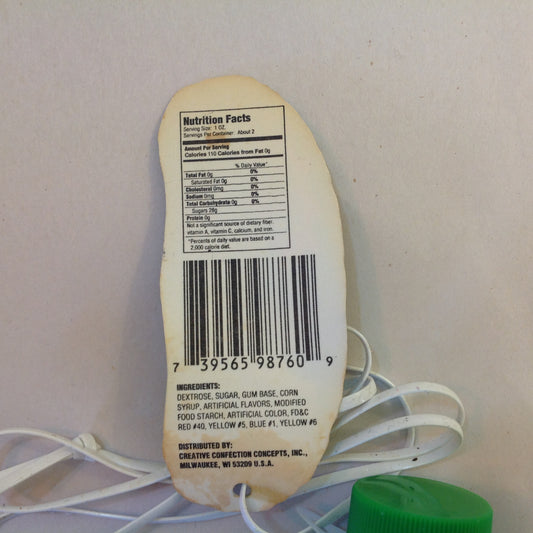 Nutrition Facts
Serving Size: 1 OZ.
Servings Per Container: About 2
Amount Per Serving
Calories 110 Calories from Fat 0g
% Daily Value*
Total Fat 0g 0%
Saturated Fat 0g 0%
Cholesterol 0mg 0%
Sodium 0mg 0%
Total Carbohydrate 0g 0%
Sugars 28g
Protein 0g
Not a significant source of dietary fiber,
vitamin A, vitamin C, calcium, and iron.
*Percents of daily value are based on a
2,000 calorie diet.
7 39565 98760 9
INGREDIENTS:
DEXTROSE, SUGAR, GUM BASE, CORN
SYRUP, ARTIFICIAL FLAVORS, MODIFIED
FOOD STARCH, ARTIFICIAL COLOR, FD&C
RED #40, YELLOW #5, BLUE #1, YELLOW #6
DISTRIBUTED BY:
CREATIVE CONFECTION CONCEPTS, INC.,
MILWAUKEE, WI 53209 U.S.A.